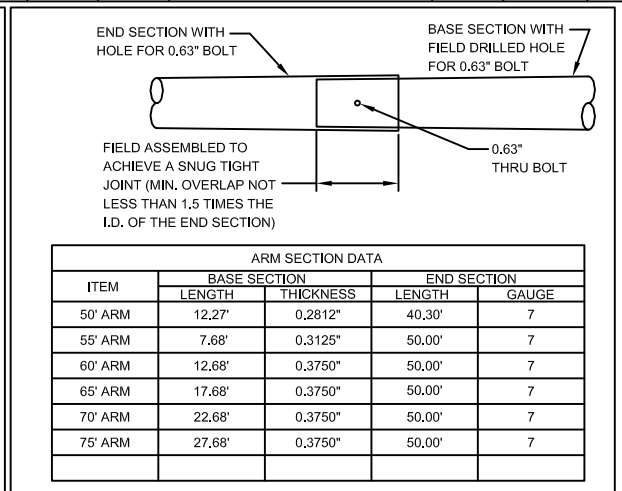 END SECTION WITH
HOLE FOR 0.63" BOLT
BASE SECTION WITH
FIELD DRILLED HOLE
FOR 0.63" BOLT
FIELD ASSEMBLED TO
ACHIEVE A SNUG TIGHT
JOINT (MIN. OVERLAP NOT
LESS THAN 1.5 TIMES THE
I.D. OF THE END SECTION)
0.63"
THRU BOLT
ARM SECTION DATA
ITEM BASE SECTION END SECTION
LENGTH THICKNESS LENGTH GAUGE
50' ARM 12.27' 0.2812" 40.30' 7
55' ARM 7.68' 0.3125" 50.00' 7
60' ARM 12.68' 0.3750" 50.00' 7
65' ARM 17.68' 0.3750" 50.00' 7
70' ARM 22.68' 0.3750" 50.00' 7
75' ARM 27.68' 0.3750" 50.00' 7